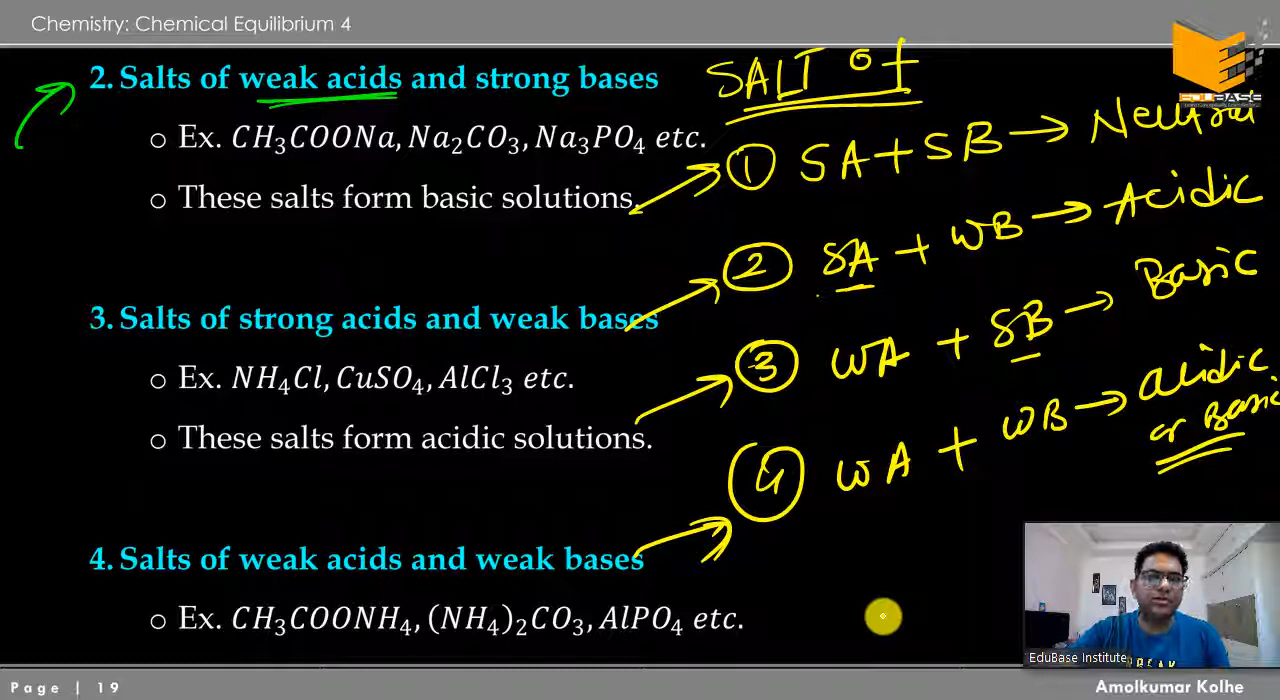 Chemistry: Chemical Equilibrium 4
EDUBASE
2. Salts of weak acids and strong bases
○ Ex. CH₃COONa, Na₂CO₃, Na₃PO₄ etc.
○ These salts form basic solutions.
3. Salts of strong acids and weak bases
○ Ex. NH₄Cl, CuSO₄, AlCl₃ etc.
○ These salts form acidic solutions.
4. Salts of weak acids and weak bases
○ Ex. CH₃COONH₄, (NH₄)₂CO₃, AlPO₄ etc.
SALT of
① SA + SB → Neutral
② SA + WB → Acidic
③ WA + SB → Basic
④ WA + WB → acidic
or Basic
EduBase Institute
Page | 19
Amolkumar Kolhe